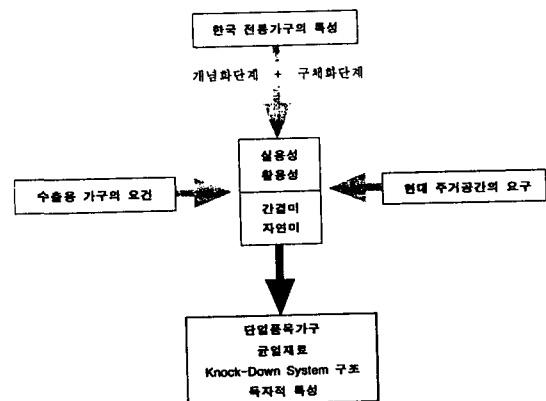 한국 전통가구의 특성
개념화단계 + 구체화단계
실용성
활용성
수출용 가구의 요건
현대 주거공간의 요구
간결미
자연미
단일품목가구
균일재료
Knock-Down System 구조
독자적 특성